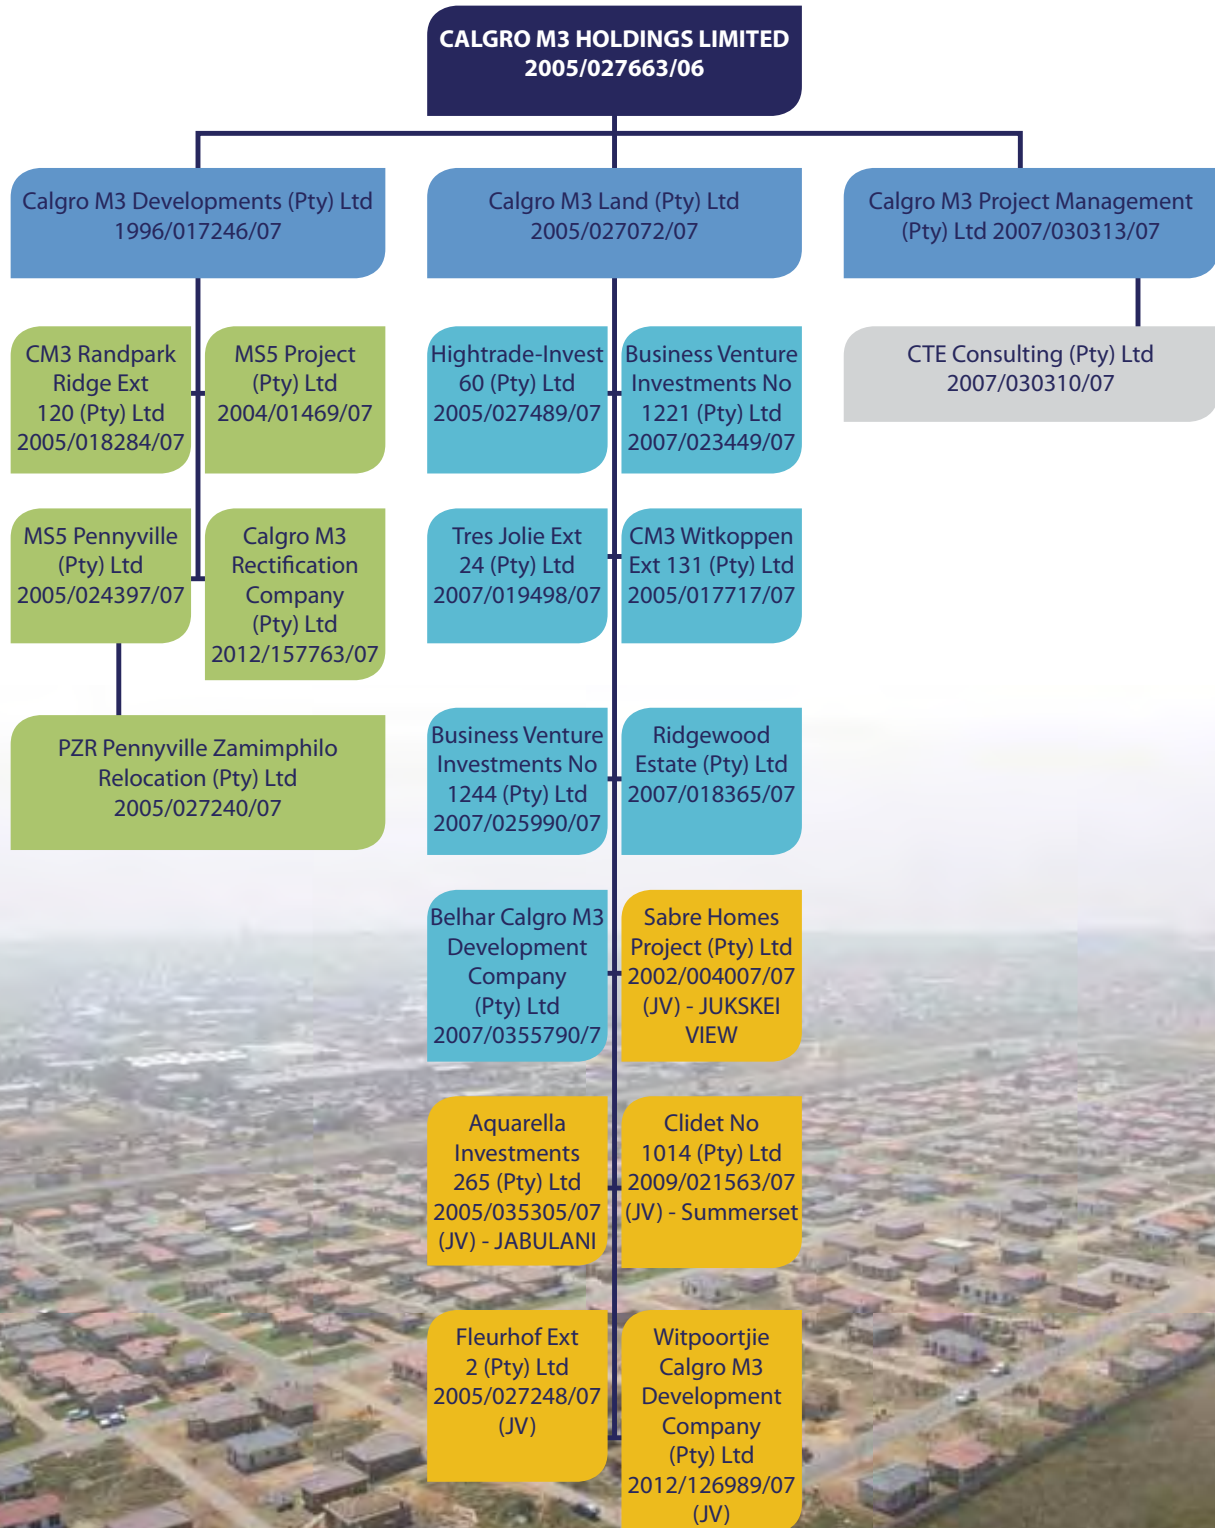 CALGRO M3 HOLDINGS LIMITED
2005/027663/06
Calgro M3 Developments (Pty) Ltd
1996/017246/07
Calgro M3 Land (Pty) Ltd
2005/027072/07
Calgro M3 Project Management
(Pty) Ltd 2007/030313/07
CM3 Randpark
Ridge Ext
120 (Pty) Ltd
2005/018284/07
MS5 Project
(Pty) Ltd
2004/01469/07
Hightrade-Invest
60 (Pty) Ltd
2005/027489/07
Business Venture
Investments No
1221 (Pty) Ltd
2007/023449/07
CTE Consulting (Pty) Ltd
2007/030310/07
MS5 Pennyville
(Pty) Ltd
2005/024397/07
Calgro M3
Rectification
Company
(Pty) Ltd
2012/157763/07
Tres Jolie Ext
24 (Pty) Ltd
2007/019498/07
CM3 Witkoppen
Ext 131 (Pty) Ltd
2005/017717/07
PZR Pennyville Zamimphilo
Relocation (Pty) Ltd
2005/027240/07
Business Venture
Investments No
1244 (Pty) Ltd
2007/025990/07
Ridgewood
Estate (Pty) Ltd
2007/018365/07
Belhar Calgro M3
Development
Company
(Pty) Ltd
2007/0355790/7
Sabre Homes
Project (Pty) Ltd
2002/004007/07
(JV) - JUKSKEI
VIEW
Aquarella
Investments
265 (Pty) Ltd
2005/035305/07
(JV) - JABULANI
Clidet No
1014 (Pty) Ltd
2009/021563/07
(JV) - Summerset
Fleurhof Ext
2 (Pty) Ltd
2005/027248/07
(JV)
Witpoortjie
Calgro M3
Development
Company
(Pty) Ltd
2012/126989/07
(JV)